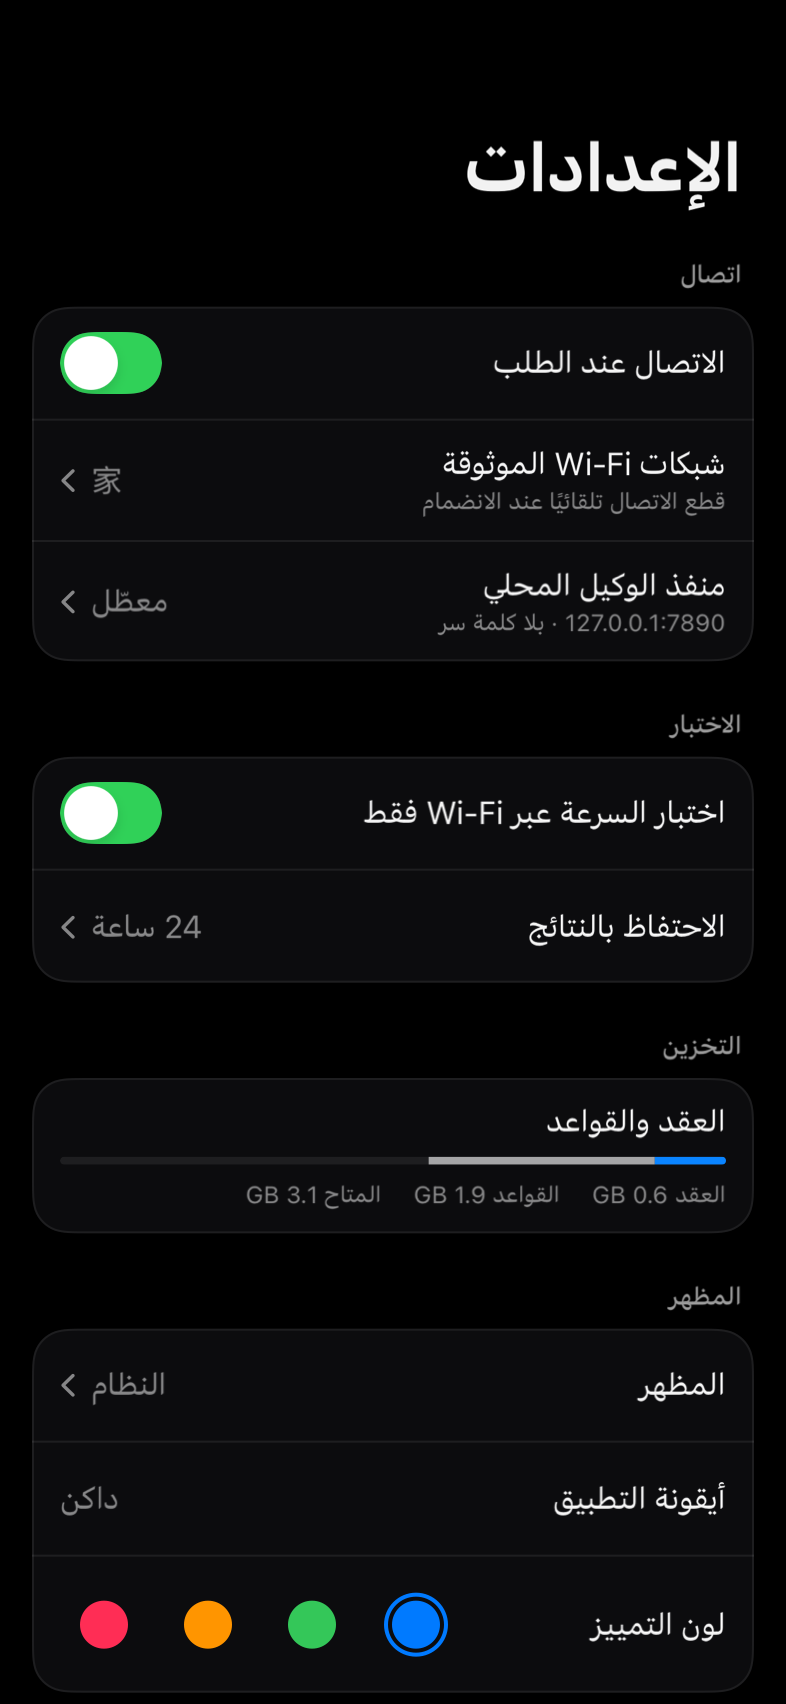 الإعدادات
اتصال
الاتصال عند الطلب
شبكات Wi-Fi الموثوقة
قطع الاتصال تلقائيًا عند الانضمام
家
منفذ الوكيل المحلي
127.0.0.1:7890 · بلا كلمة سر
معطّل
الاختبار
اختبار السرعة عبر Wi-Fi فقط
الاحتفاظ بالنتائج
24 ساعة
التخزين
العقد والقواعد
العقد 0.6 GB القواعد 1.9 GB المتاح 3.1 GB
المظهر
المظهر
النظام
أيقونة التطبيق
داكن
لون التمييز